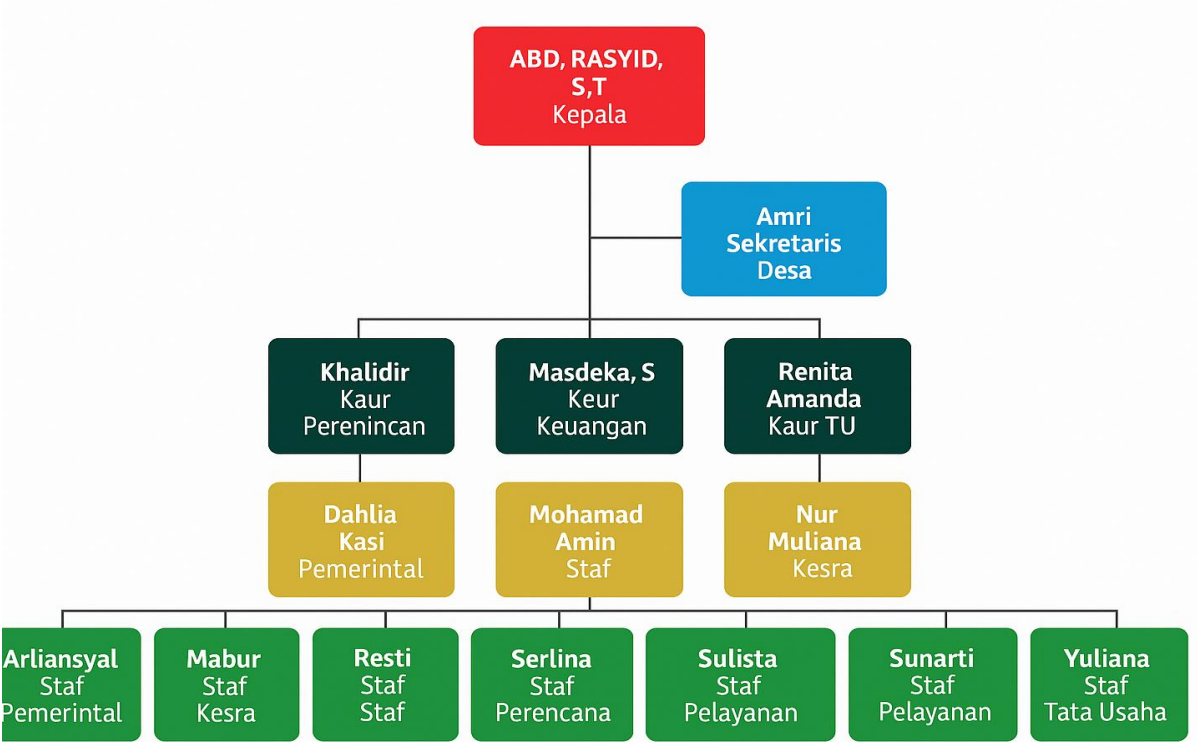 ABD, RASYID,
S,T
Kepala
Amri
Sekretaris
Desa
Khalidir
Kaur
Perenincan
Masdeka, S
Keur
Keuangan
Renita
Amanda
Kaur TU
Dahlia
Kasi
Pemerintal
Mohamad
Amin
Staf
Nur
Muliana
Kesra
Arliansyal
Staf
Pemerintal
Mabur
Staf
Kesra
Resti
Staf
Staf
Serlina
Staf
Perencana
Sulista
Staf
Pelayanan
Sunarti
Staf
Pelayanan
Yuliana
Staf
Tata Usaha